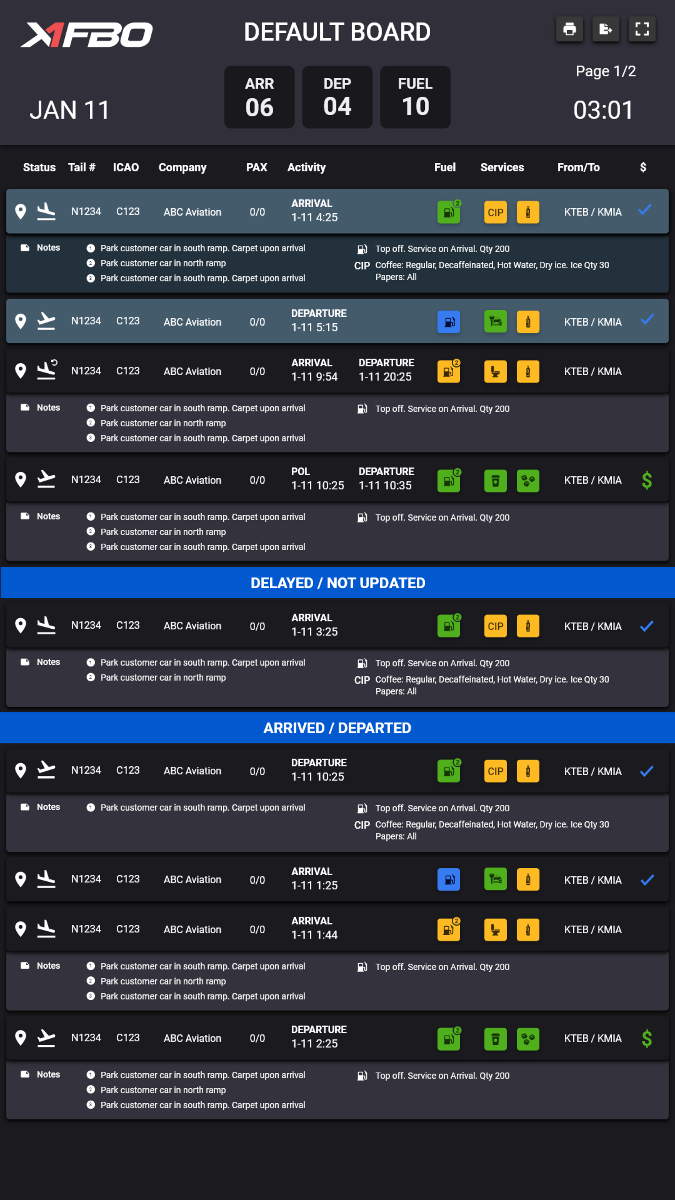 X1FBO
DEFAULT BOARD
Page 1/2
JAN 11
ARR
06
DEP
04
FUEL
10
03:01
Status Tail # ICAO Company PAX Activity Fuel Services From/To $
N1234 C123 ABC Aviation 0/0 ARRIVAL 1-11 4:25 2 CIP KTEB / KMIA
Notes
1 Park customer car in south ramp. Carpet upon arrival
2 Park customer car in north ramp
3 Park customer car in south ramp. Carpet upon arrival
Top off. Service on Arrival. Qty 200
CIP Coffee: Regular, Decaffeinated, Hot Water, Dry ice. Ice Qty 30
Papers: All
N1234 C123 ABC Aviation 0/0 DEPARTURE 1-11 5:15 KTEB / KMIA
N1234 C123 ABC Aviation 0/0 ARRIVAL 1-11 9:54 DEPARTURE 1-11 20:25 2 KTEB / KMIA
Notes
1 Park customer car in south ramp. Carpet upon arrival
2 Park customer car in north ramp
3 Park customer car in south ramp. Carpet upon arrival
Top off. Service on Arrival. Qty 200
N1234 C123 ABC Aviation 0/0 POL 1-11 10:25 DEPARTURE 1-11 10:35 2 KTEB / KMIA $
Notes
1 Park customer car in south ramp. Carpet upon arrival
2 Park customer car in north ramp
3 Park customer car in south ramp. Carpet upon arrival
Top off. Service on Arrival. Qty 200
DELAYED / NOT UPDATED
N1234 C123 ABC Aviation 0/0 ARRIVAL 1-11 3:25 2 CIP KTEB / KMIA
Notes
1 Park customer car in south ramp. Carpet upon arrival
2 Park customer car in north ramp
Top off. Service on Arrival. Qty 200
CIP Coffee: Regular, Decaffeinated, Hot Water, Dry ice. Ice Qty 30
Papers: All
ARRIVED / DEPARTED
N1234 C123 ABC Aviation 0/0 DEPARTURE 1-11 10:25 2 CIP KTEB / KMIA
Notes
1 Park customer car in south ramp. Carpet upon arrival
Top off. Service on Arrival. Qty 200
CIP Coffee: Regular, Decaffeinated, Hot Water, Dry ice. Ice Qty 30
Papers: All
N1234 C123 ABC Aviation 0/0 ARRIVAL 1-11 1:25 KTEB / KMIA
N1234 C123 ABC Aviation 0/0 ARRIVAL 1-11 1:44 2 KTEB / KMIA
Notes
1 Park customer car in south ramp. Carpet upon arrival
2 Park customer car in north ramp
3 Park customer car in south ramp. Carpet upon arrival
Top off. Service on Arrival. Qty 200
N1234 C123 ABC Aviation 0/0 DEPARTURE 1-11 2:25 2 KTEB / KMIA $
Notes
1 Park customer car in south ramp. Carpet upon arrival
2 Park customer car in north ramp
3 Park customer car in south ramp. Carpet upon arrival
Top off. Service on Arrival. Qty 200